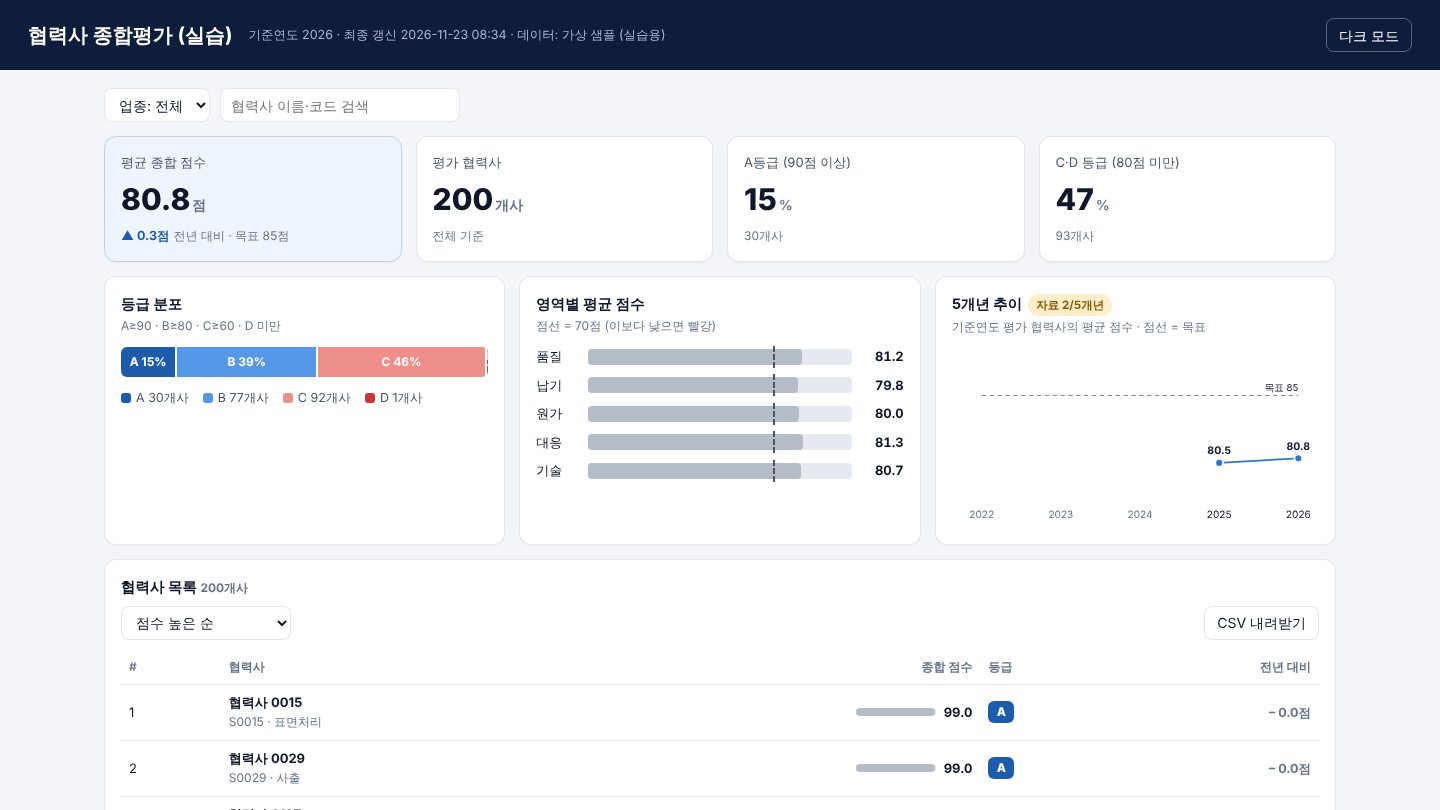 협력사 종합평가 (실습) 기준연도 2026 · 최종 갱신 2026-11-23 08:34 · 데이터: 가상 샘플 (실습용) 다크 모드
업종: 전체 협력사 이름·코드 검색
평균 종합 점수
80.8점
▲ 0.3점 전년 대비 · 목표 85점
평가 협력사
200개사
전체 기준
A등급 (90점 이상)
15%
30개사
C·D 등급 (80점 미만)
47%
93개사
등급 분포
A≥90 · B≥80 · C≥60 · D 미만
A 15% B 39% C 46%
A 30개사 B 77개사 C 92개사 D 1개사
영역별 평균 점수
점선 = 70점 (이보다 낮으면 빨강)
품질 81.2
납기 79.8
원가 80.0
대응 81.3
기술 80.7
5개년 추이 자료 2/5개년
기준연도 평가 협력사의 평균 점수 · 점선 = 목표
목표 85
80.5 80.8
2022 2023 2024 2025 2026
협력사 목록 200개사
점수 높은 순 CSV 내려받기
# 협력사 종합 점수 등급 전년 대비
1 협력사 0015 99.0 A – 0.0점
S0015 · 표면처리
2 협력사 0029 99.0 A – 0.0점
S0029 · 사출